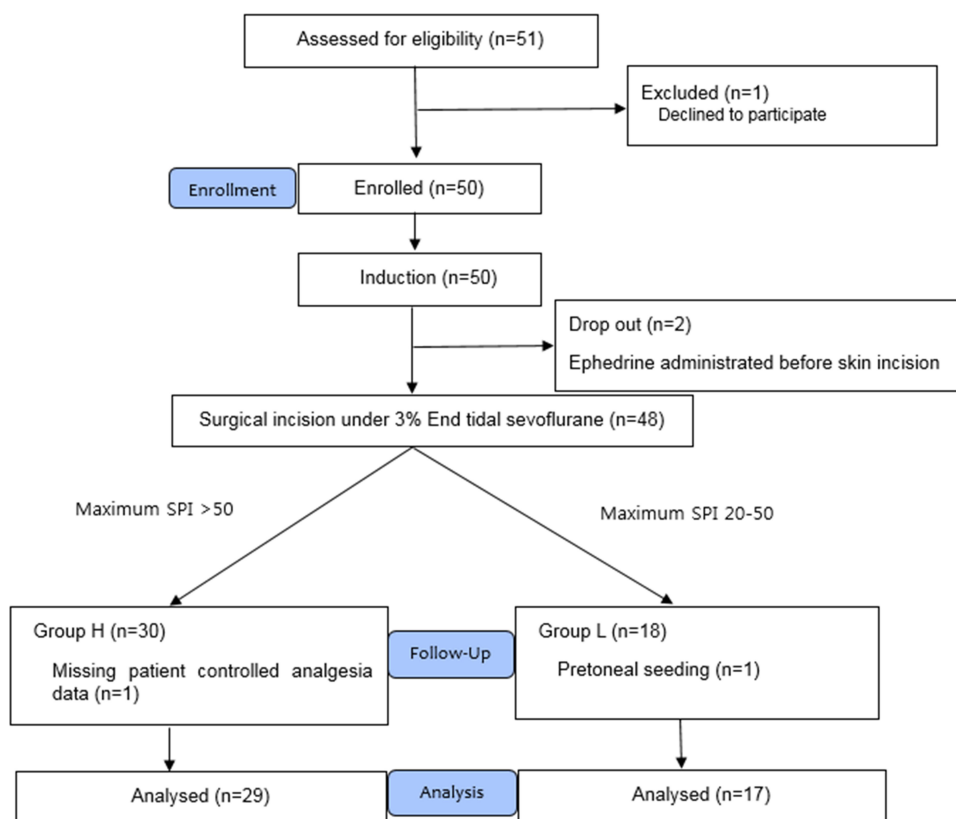 Assessed for eligibility (n=51)
Excluded (n=1)
Declined to participate
Enrollment
Enrolled (n=50)
Induction (n=50)
Drop out (n=2)
Ephedrine administrated before skin incision
Surgical incision under 3% End tidal sevoflurane (n=48)
Maximum SPI >50
Maximum SPI 20-50
Group H (n=30)
Missing patient controlled analgesia
data (n=1)
Follow-Up
Group L (n=18)
Pretoneal seeding (n=1)
Analysed (n=29)
Analysis
Analysed (n=17)